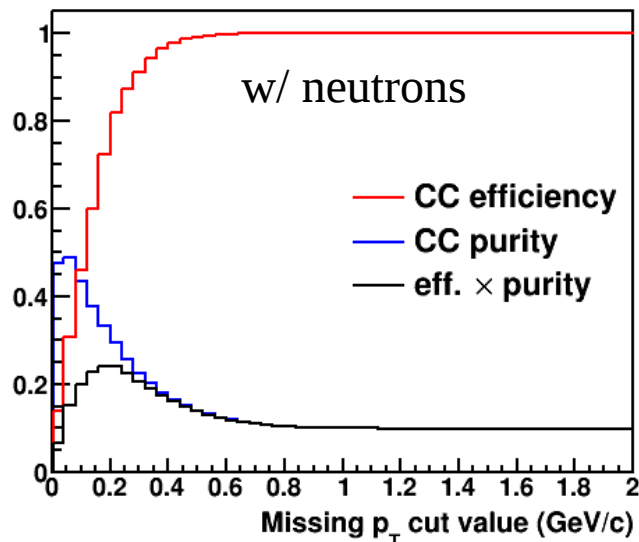 1
0.8
0.6
0.4
0.2
0
w/ neutrons
CC efficiency
CC purity
eff. × purity
0 0.2 0.4 0.6 0.8 1 1.2 1.4 1.6 1.8 2
Missing p_T cut value (GeV/c)